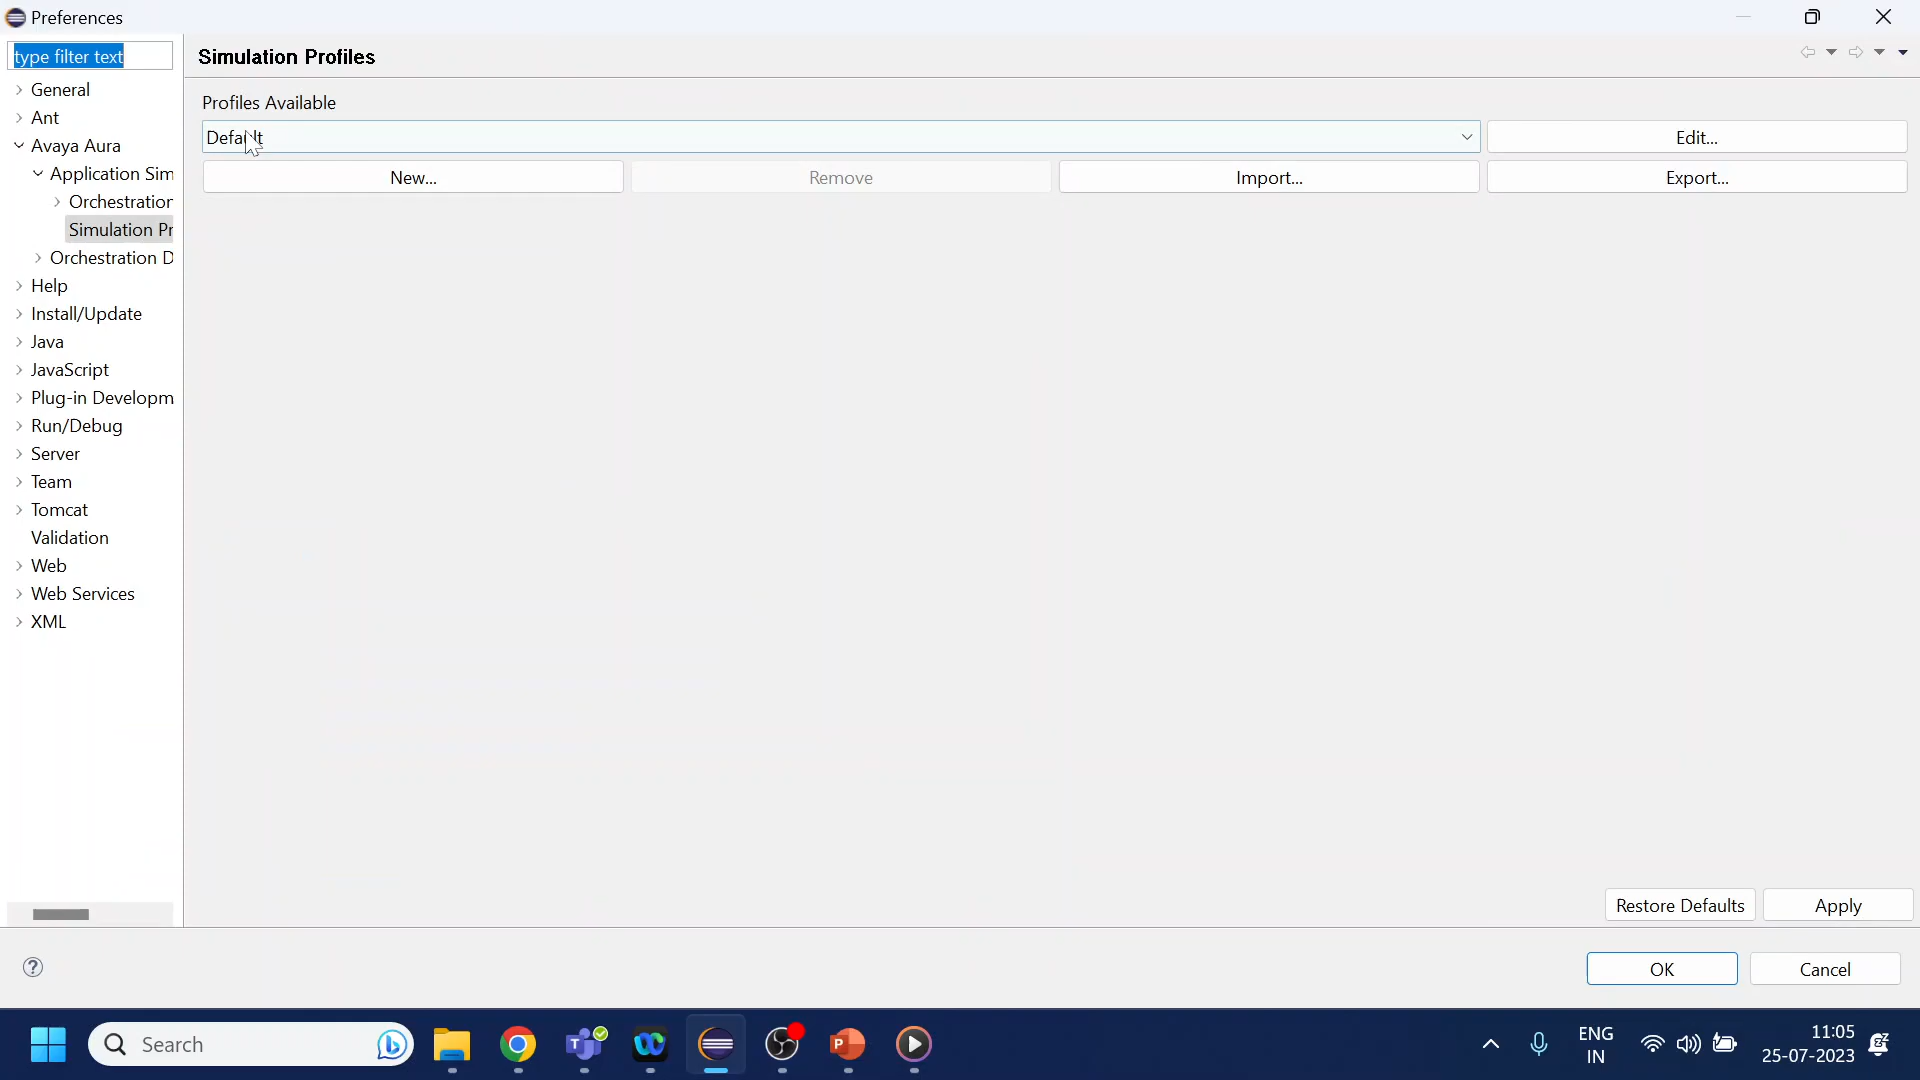 Preferences
type filter text
Simulation Profiles
General
Ant
Avaya Aura
Application Sim
Orchestration
Simulation Pr
Orchestration D
Help
Install/Update
Java
JavaScript
Plug-in Developm
Run/Debug
Server
Team
Tomcat
Validation
Web
Web Services
XML
Profiles Available
Default
Edit...
New...
Remove
Import...
Export...
Restore Defaults
Apply
OK
Cancel
Search
ENG
IN
11:05
25-07-2023